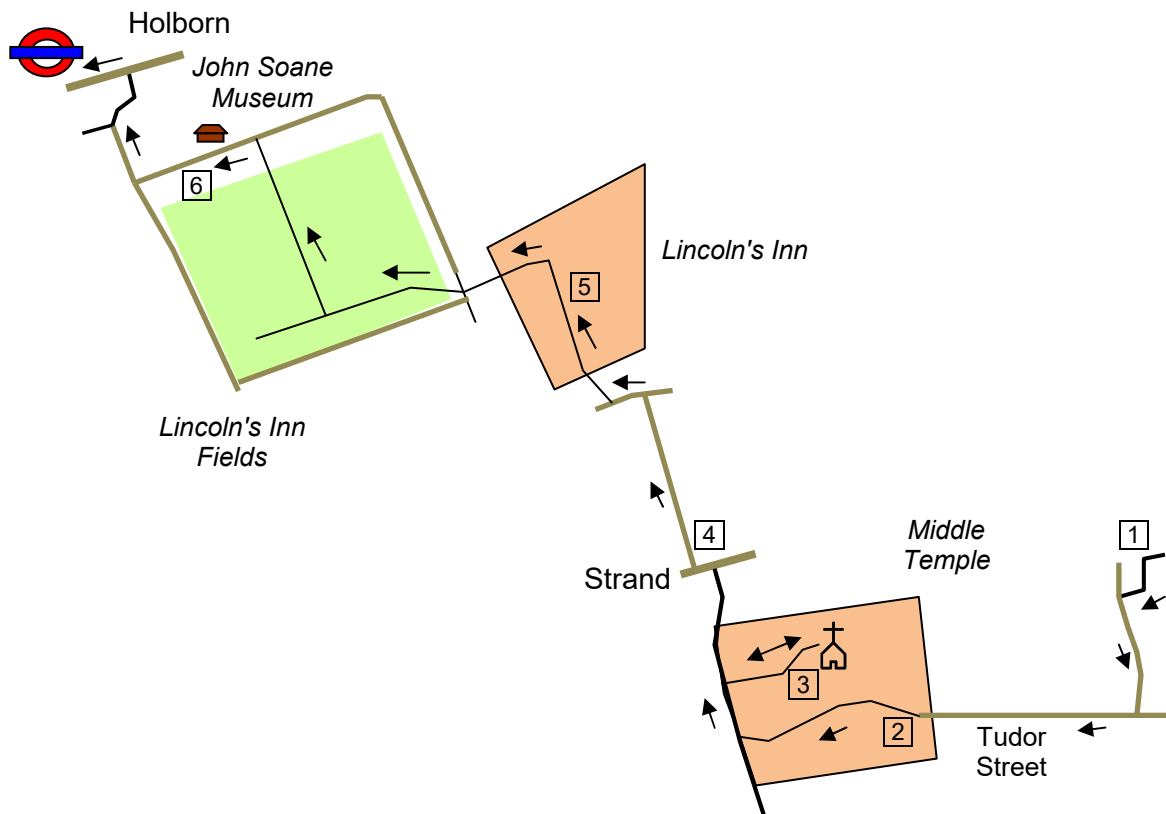 Holborn
John Soane
Museum
6
Lincoln's Inn
5
Lincoln's Inn
Fields
4
Strand
Middle
Temple
1
3
2
Tudor
Street